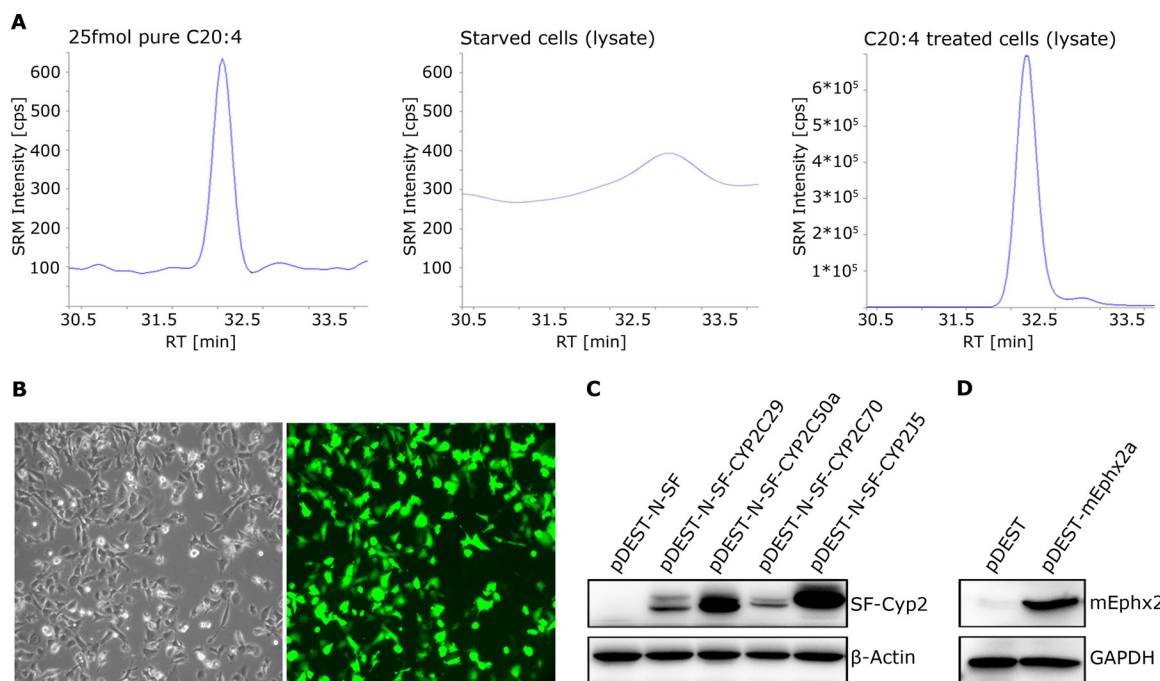 A
25fmol pure C20:4
Starved cells (lysate)
C20:4 treated cells (lysate)
SRM Intensity [cps]
600
500
400
300
200
100
30.5 31.5 32.5 33.5
RT [min]
SRM Intensity [cps]
600
500
400
300
200
100
30.5 31.5 32.5 33.5
RT [min]
SRM Intensity [cps]
6*10⁵
5*10⁵
4*10⁵
3*10⁵
2*10⁵
1*10⁵
30.5 31.5 32.5 33.5
RT [min]
B
C
pDEST-N-SF
pDEST-N-SF-CYP2C29
pDEST-N-SF-CYP2C50a
pDEST-N-SF-CYP2C70
pDEST-N-SF-CYP2J5
SF-Cyp2
β-Actin
D
pDEST
pDEST-mEphx2a
mEphx2
GAPDH